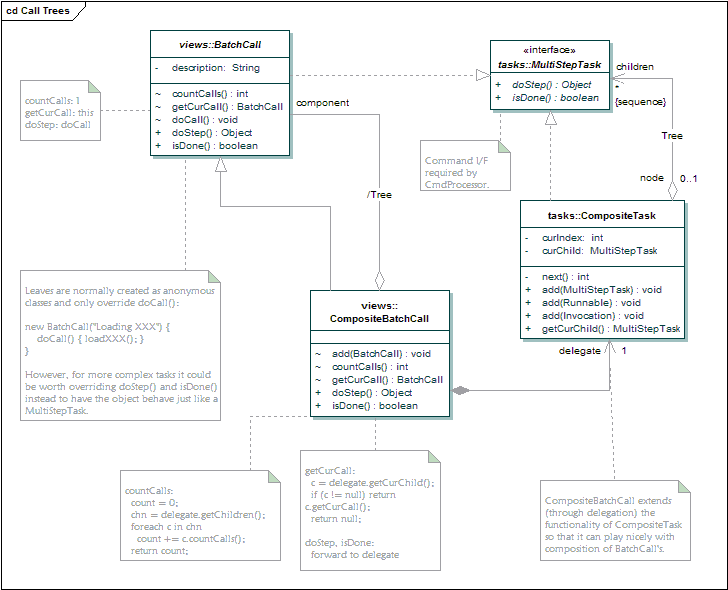 cd Call Trees
views::BatchCall
- description: String
~ countCalls() : int
~ getCurCall() : BatchCall
~ doCall() : void
+ doStep() : Object
+ isDone() : boolean
«interface»
tasks::MultiStepTask
+ doStep() : Object
+ isDone() : boolean
children
*
{sequence}
Tree
node
0..1
countCalls: 1
getCurCall: this
doStep: doCall
component
/Tree
Command I/F
required by
CmdProcessor.
tasks::CompositeTask
- curIndex: int
- curChild: MultiStepTask
- next() : int
+ add(MultiStepTask) : void
+ add(Runnable) : void
+ add(Invocation) : void
+ getCurChild() : MultiStepTask
delegate
1
Leaves are normally created as anonymous
classes and only override doCall():
new BatchCall("Loading XXX") {
doCall() { loadXXX(); }
}
However, for more complex tasks it could
be worth overriding doStep() and isDone()
instead to have the object behave just like a
MultiStepTask.
views::
CompositeBatchCall
~ add(BatchCall) : void
~ countCalls() : int
~ getCurCall() : BatchCall
+ doStep() : Object
+ isDone() : boolean
countCalls:
count = 0;
chn = delegate.getChildren();
foreach c in chn
count += c.countCalls();
return count;
getCurCall:
c = delegate.getCurChild();
if (c != null) return
c.getCurCall();
return null;
doStep, isDone:
forward to delegate
CompositeBatchCall extends
(through delegation) the
functionality of CompositeTask
so that it can play nicely with
composition of BatchCall's.